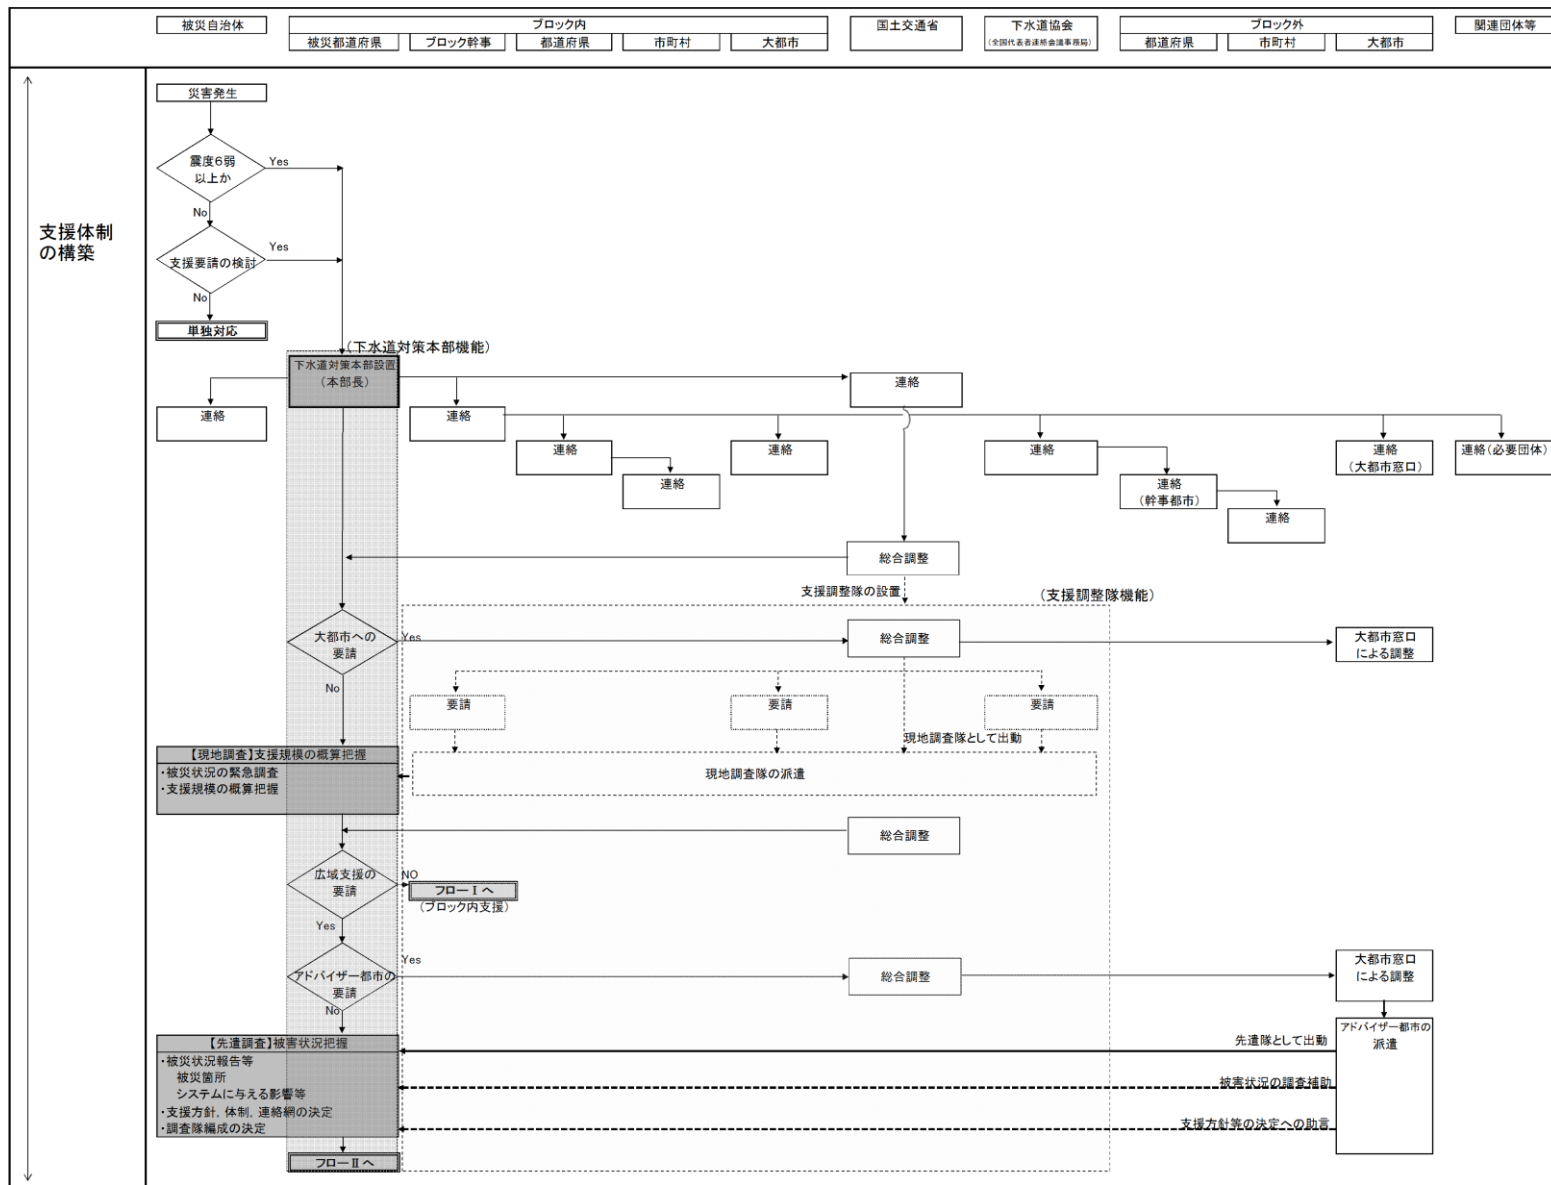 被災自治体
ブロック内
被災都道府県
ブロック幹事
都道府県
市町村
大都市
国土交通省
下水道協会
(全国代表者連絡会議事務局)
ブロック外
都道府県
市町村
大都市
関連団体等
支援体制
の構築
災害発生
震度6弱
以上か
Yes
No
支援要請の検討
Yes
No
単独対応
(下水道対策本部機能)
下水道対策本部設置
(本部長)
連絡
連絡
連絡
連絡
連絡
連絡
連絡
連絡
(幹事都市)
連絡
連絡
(大都市窓口)
連絡(必要団体)
総合調整
支援調整隊の設置
(支援調整隊機能)
大都市への
要請
Yes
No
総合調整
大都市窓口
による調整
要請
要請
要請
現地調査隊として出動
【現地調査】支援規模の概算把握
・被災状況の緊急調査
・支援規模の概算把握
現地調査隊の派遣
総合調整
広域支援の
要請
NO
フローⅠへ
(ブロック内支援)
Yes
アドバイザー都市の
要請
Yes
No
総合調整
大都市窓口
による調整
【先遣調査】被害状況把握
・被災状況報告等
被災箇所
システムに与える影響等
・支援方針, 体制, 連絡網の決定
・調査隊編成の決定
先遣隊として出動
被害状況の調査補助
支援方針等の決定への助言
アドバイザー都市の
派遣
フローⅡへ